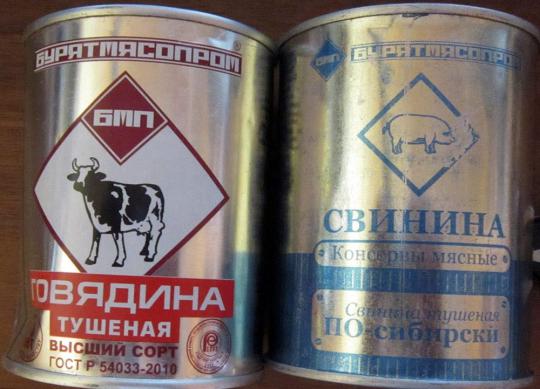 БУРЯТМЯСОПРОМ
БМП
ГОВЯДИНА
ТУШЕНАЯ
ВЫСШИЙ СОРТ
ГОСТ Р 54033-2010
БМП
БУРЯТМЯСОПРОМ
СВИНИНА
Консервы мясные
Свинина тушеная
ПО-сибирски